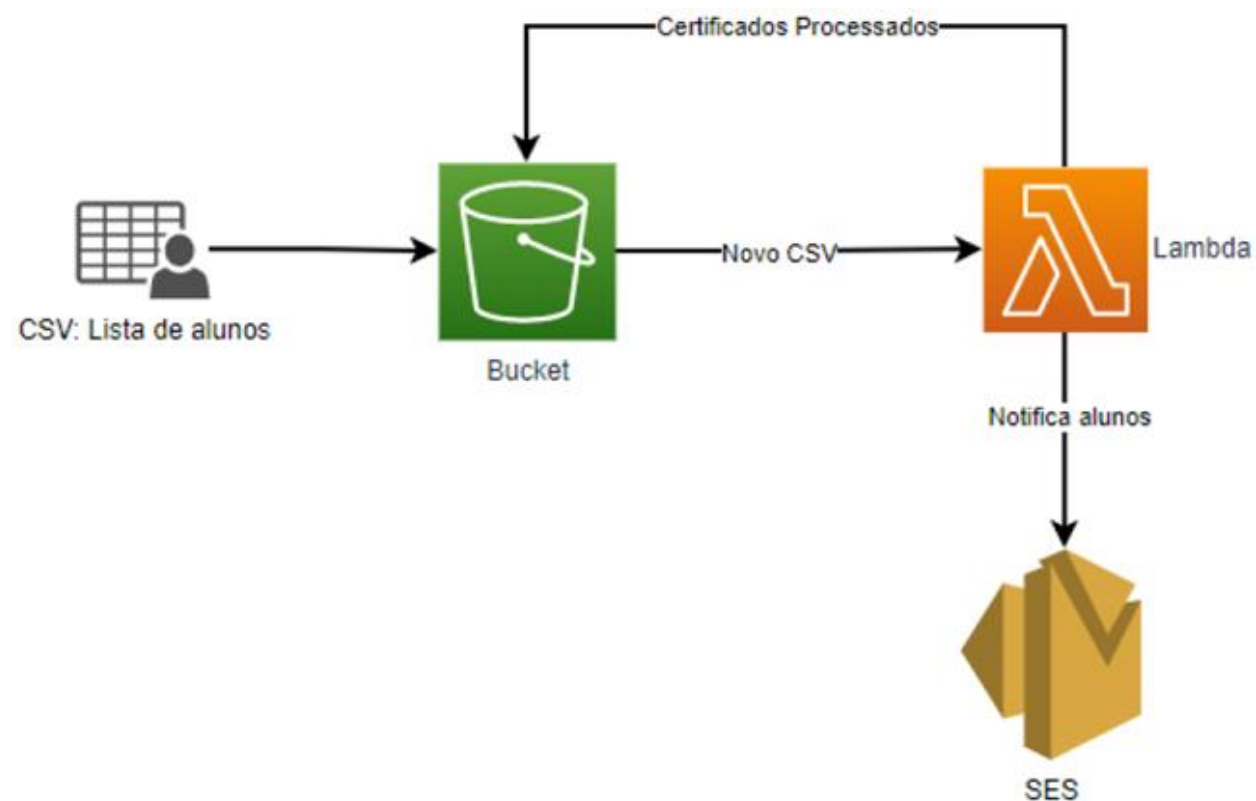 Certificados Processados
Novo CSV
Lambda
CSV: Lista de alunos
Bucket
Notifica alunos
SES